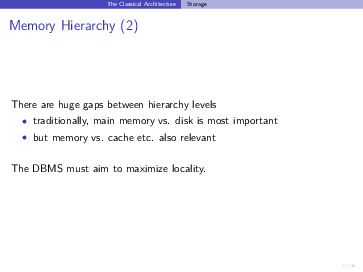 The Classical Architecture Storage
Memory Hierarchy (2)
There are huge gaps between hierarchy levels
• traditionally, main memory vs. disk is most important
• but memory vs. cache etc. also relevant
The DBMS must aim to maximize locality.